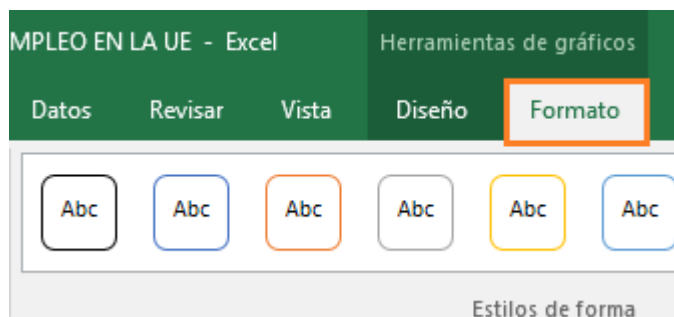 MPLEO EN LA UE - Excel Herramientas de gráficos
Datos Revisar Vista Diseño Formato
Abc Abc Abc Abc Abc Abc
Estilos de forma